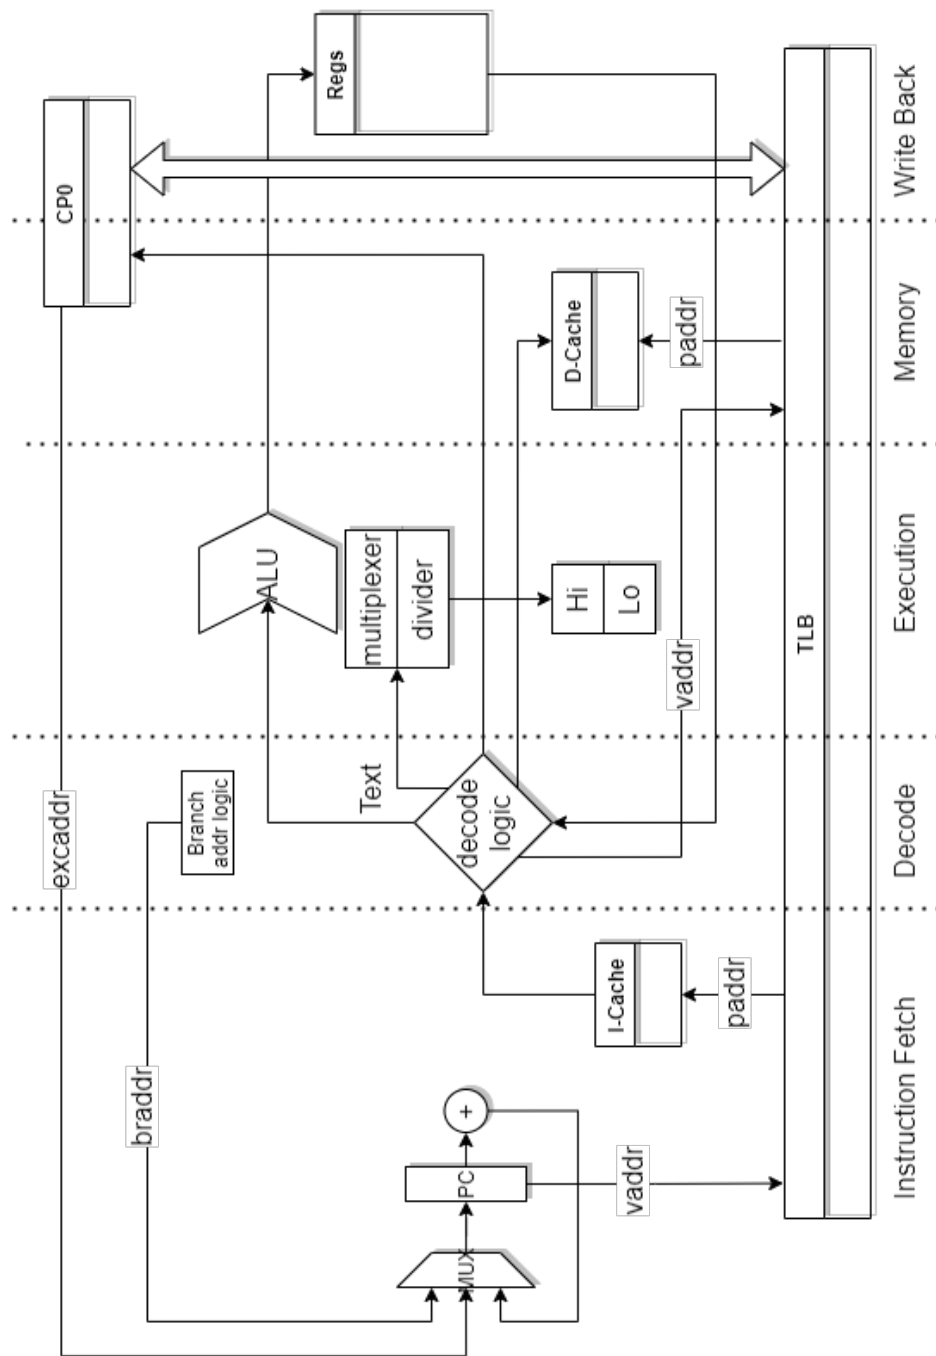 CP0
Regs
excaddr
braddr
Branch
addr logic
ALU
Text
multiplexer
divider
Hi
Lo
decode
logic
D-Cache
MUX
PC
+
I-Cache
vaddr
paddr
vaddr
paddr
TLB
Instruction Fetch
Decode
Execution
Memory
Write Back